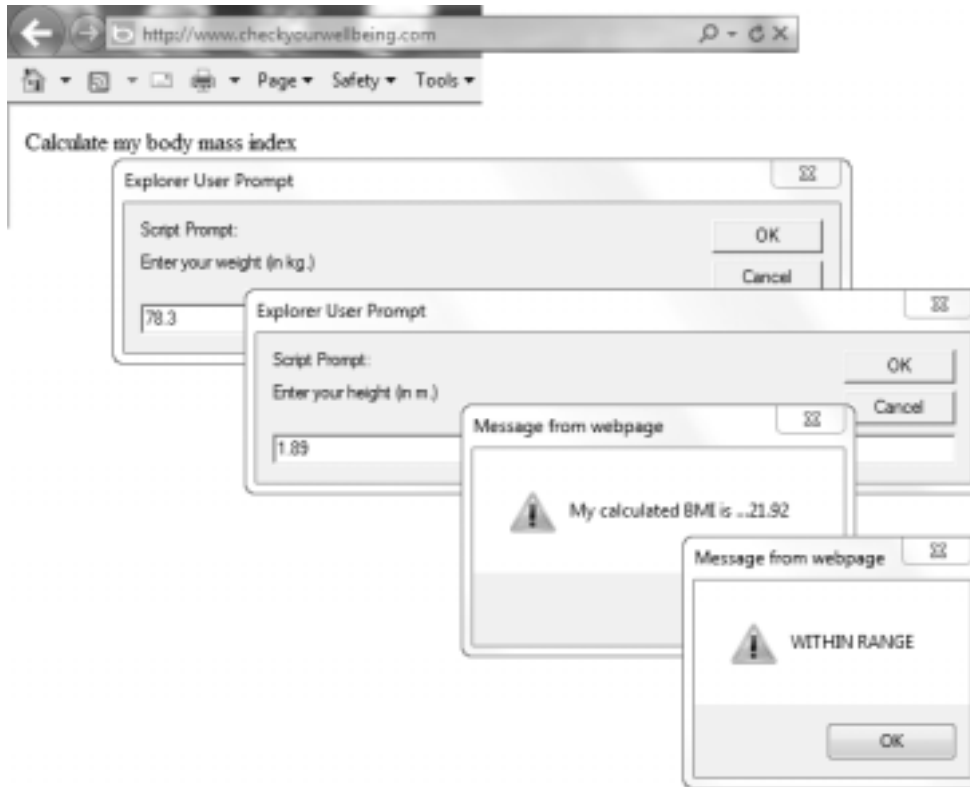 http://www.checkyourwellbeing.com
Page Safety Tools
Calculate my body mass index
Explorer User Prompt
Script Prompt:
Enter your weight (in kg.)
OK
Cancel
78.3
Explorer User Prompt
Script Prompt:
Enter your height (in m.)
OK
Cancel
1.89
Message from webpage
My calculated BMI is ...21.92
Message from webpage
WITHIN RANGE
OK